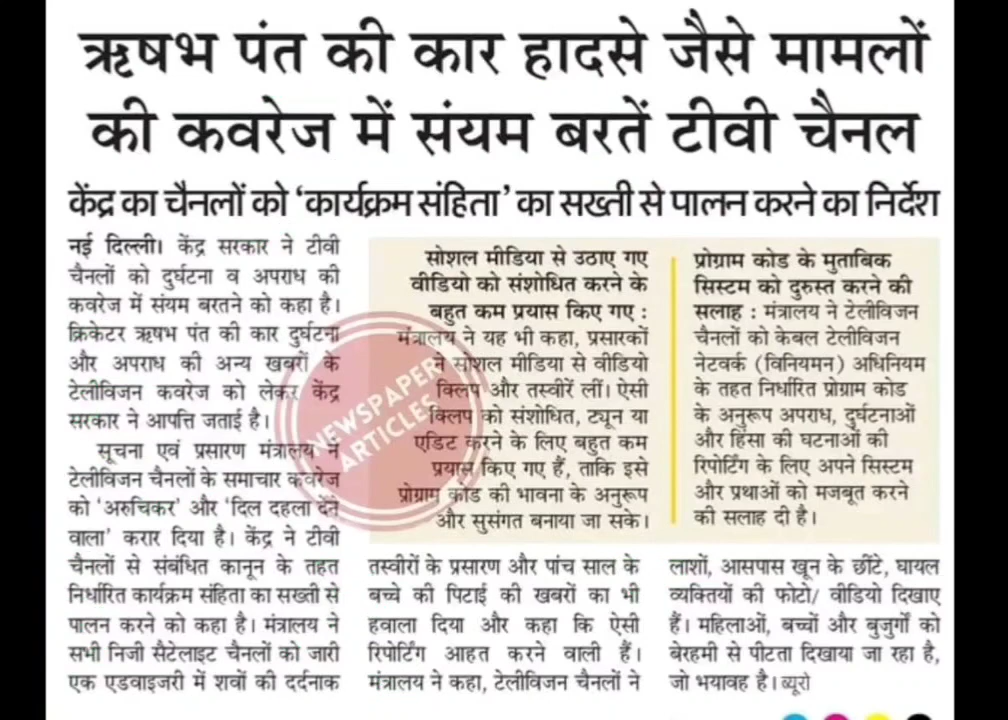 ऋषभ पंत की कार हादसे जैसे मामलों
की कवरेज में संयम बरतें टीवी चैनल
केंद्र का चैनलों को 'कार्यक्रम संहिता' का सख्ती से पालन करने का निर्देश
नई दिल्ली। केंद्र सरकार ने टीवी
चैनलों को दुर्घटना व अपराध की
कवरेज में संयम बरतने को कहा है।
क्रिकेटर ऋषभ पंत की कार दुर्घटना
और अपराध की अन्य खबरों के
टेलीविजन कवरेज को लेकर केंद्र
सरकार ने आपत्ति जताई है।
सूचना एवं प्रसारण मंत्रालय ने
टेलीविजन चैनलों के समाचार कवरेज
को 'अरुचिकर' और 'दिल दहला देने
वाला' करार दिया है। केंद्र ने टीवी
चैनलों से संबंधित कानून के तहत
निर्धारित कार्यक्रम संहिता का सख्ती से
पालन करने को कहा है। मंत्रालय ने
सभी निजी सैटेलाइट चैनलों को जारी
एक एडवाइजरी में शवों की दर्दनाक
सोशल मीडिया से उठाए गए
वीडियो को संशोधित करने के
बहुत कम प्रयास किए गए :
मंत्रालय ने यह भी कहा, प्रसारकों
ने सोशल मीडिया से वीडियो
क्लिप और तस्वीरें लीं। ऐसी
क्लिप को संशोधित, ट्यून या
एडिट करने के लिए बहुत कम
प्रयास किए गए हैं, ताकि इसे
प्रोग्राम कोड की भावना के अनुरूप
और सुसंगत बनाया जा सके।
प्रोग्राम कोड के मुताबिक
सिस्टम को दुरुस्त करने की
सलाह : मंत्रालय ने टेलीविजन
चैनलों को केबल टेलीविजन
नेटवर्क (विनियमन) अधिनियम
के तहत निर्धारित प्रोग्राम कोड
के अनुरूप अपराध, दुर्घटनाओं
और हिंसा की घटनाओं की
रिपोर्टिंग के लिए अपने सिस्टम
और प्रथाओं को मजबूत करने
की सलाह दी है।
तस्वीरों के प्रसारण और पांच साल के
बच्चे की पिटाई की खबरों का भी
हवाला दिया और कहा कि ऐसी
रिपोर्टिंग आहत करने वाली हैं।
मंत्रालय ने कहा, टेलीविजन चैनलों ने
लाशों, आसपास खून के छींटे, घायल
व्यक्तियों की फोटो/ वीडियो दिखाए
हैं। महिलाओं, बच्चों और बुजुर्गों को
बेरहमी से पीटता दिखाया जा रहा है,
जो भयावह है। ब्यूरो
NEWSPAPER
ARTICLES